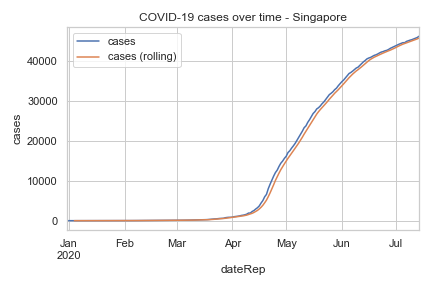 COVID-19 cases over time - Singapore
cases
cases (rolling)
40000
30000
20000
10000
0
cases
Jan Feb Mar Apr May Jun Jul
2020
dateRep